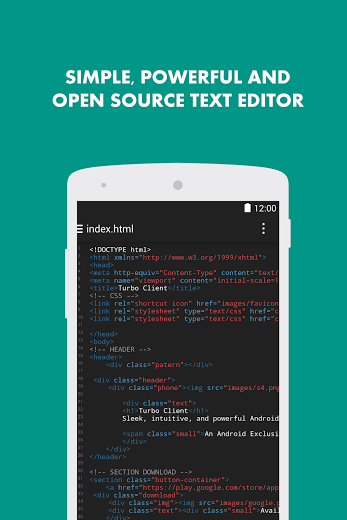 SIMPLE, POWERFUL AND
OPEN SOURCE TEXT EDITOR
12:00
index.html
<!DOCTYPE html>
<html xmlns="http://www.w3.org/1999/xhtml">
<head>
<meta http-equiv="Content-Type" content="text/
<meta name="viewport" content="initial-scale=1
<title>Turbo Client</title>
<!-- CSS -->
<link rel="shortcut icon" href="images/favicon
<link rel="stylesheet" type="text/css" href="c
<link rel="stylesheet" type="text/css" href="c
</head>
<body>
<!-- HEADER -->
<header>
<div class="patern"></div>
<div class="header">
<div class="phone"><img src="images/s4.png
<div class="text">
<h1>Turbo Client</h1>
Sleek, intuitive, and powerful Android
<span class="small">An Android Exclusi
</div>
</div>
</header>
<!-- SECTION DOWNLOAD -->
<section class="button-container">
<a href="https://play.google.com/store/app
<div class="download">
<div class="img"><img src="images/google.p
<div class="text"><div class="small">Avai
</div>